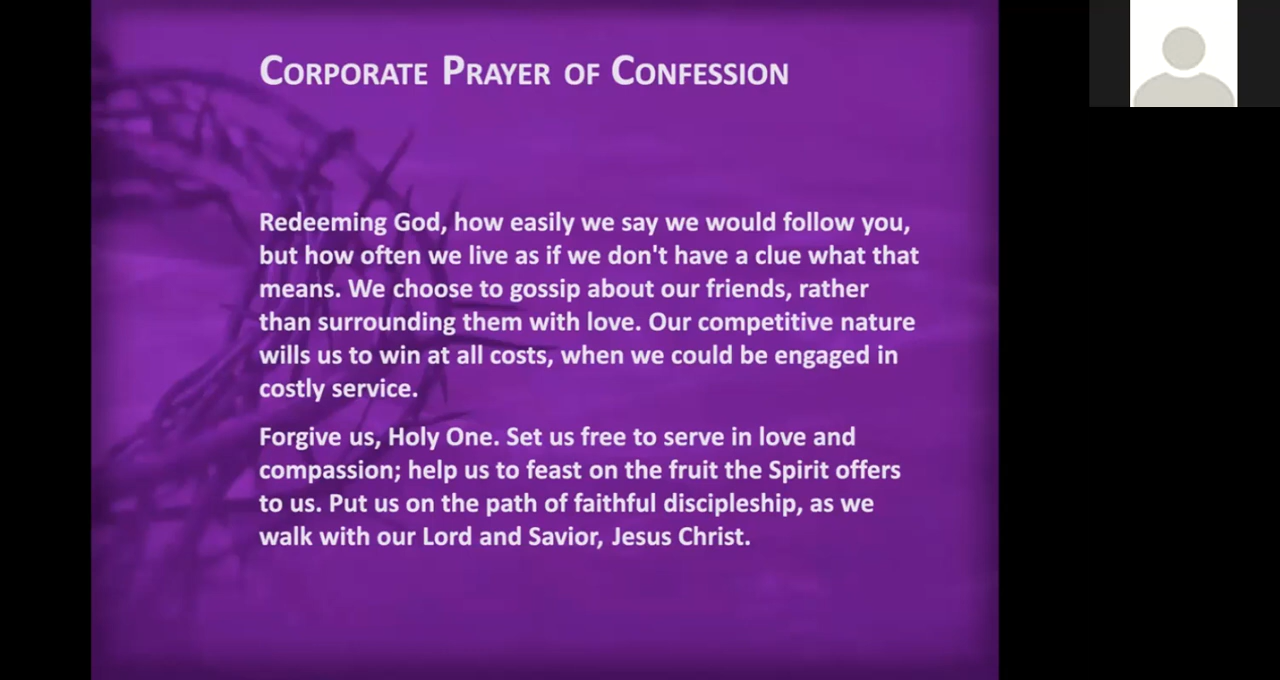 Corporate Prayer of Confession
Redeeming God, how easily we say we would follow you,
but how often we live as if we don't have a clue what that
means. We choose to gossip about our friends, rather
than surrounding them with love. Our competitive nature
wills us to win at all costs, when we could be engaged in
costly service.
Forgive us, Holy One. Set us free to serve in love and
compassion; help us to feast on the fruit the Spirit offers
to us. Put us on the path of faithful discipleship, as we
walk with our Lord and Savior, Jesus Christ.